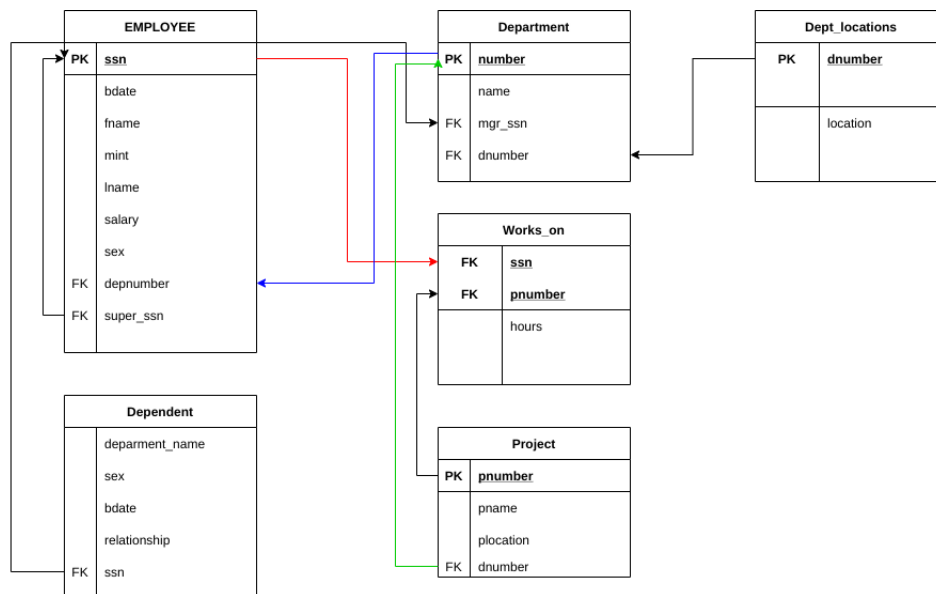 EMPLOYEE
PK ssn
bdate
fname
mint
lname
salary
sex
FK depnumber
FK super_ssn
Department
PK number
name
FK mgr_ssn
FK dnumber
Dept_locations
PK dnumber
location
Works_on
FK ssn
FK pnumber
hours
Dependent
deparment_name
sex
bdate
relationship
FK ssn
Project
PK pnumber
pname
plocation
FK dnumber